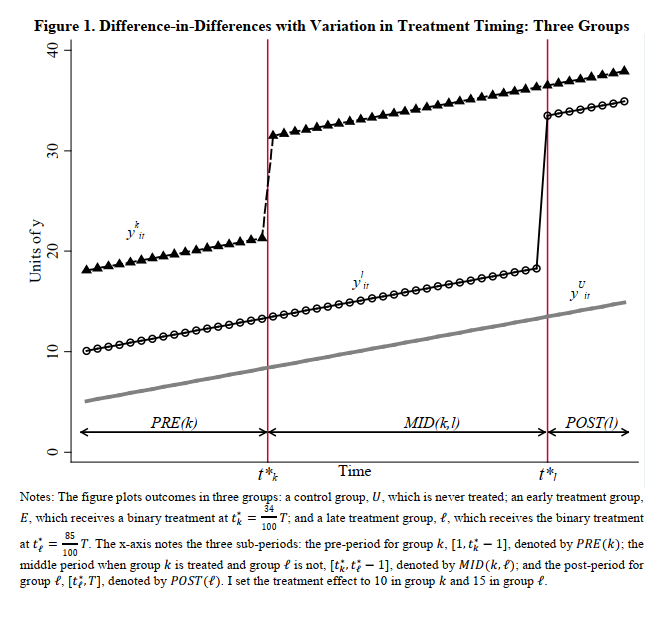 Figure 1. Difference-in-Differences with Variation in Treatment Timing: Three Groups
40
30
20
10
0
Units of y
y^k_it
y^l_it
y^U_it
PRE(k)
MID(k,l)
POST(l)
t*_k
Time
t*_l
Notes: The figure plots outcomes in three groups: a control group, U, which is never treated; an early treatment group,
E, which receives a binary treatment at t*_k = 34/100 T; and a late treatment group, ℓ, which receives the binary treatment
at t*_ℓ = 85/100 T. The x-axis notes the three sub-periods: the pre-period for group k, [1, t*_k − 1], denoted by PRE(k); the
middle period when group k is treated and group ℓ is not, [t*_k, t*_ℓ − 1], denoted by MID(k, ℓ); and the post-period for
group ℓ, [t*_ℓ, T], denoted by POST(ℓ). I set the treatment effect to 10 in group k and 15 in group ℓ.